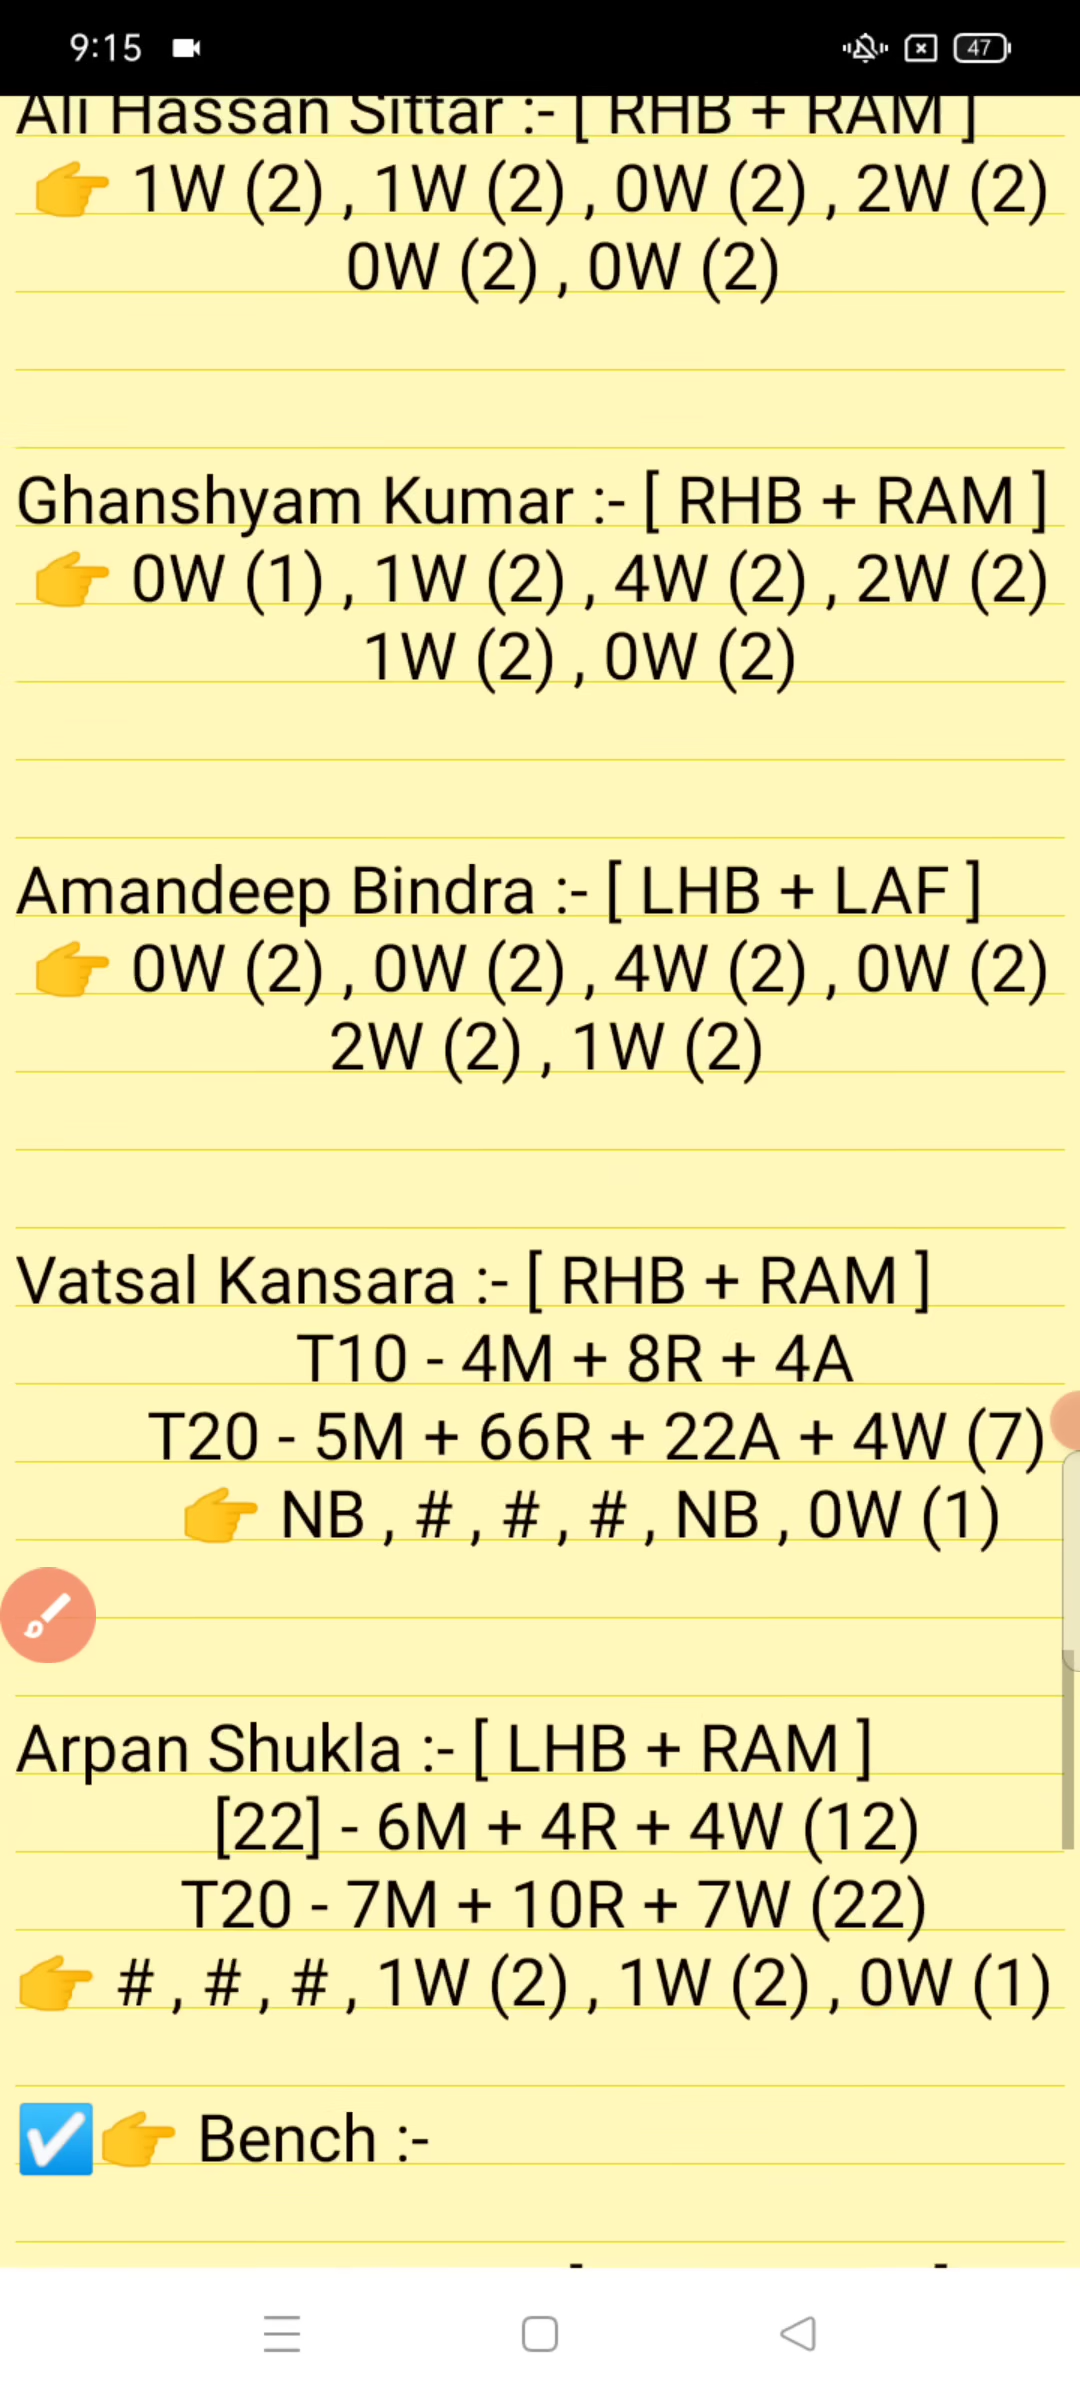 9:15
47
Ali Hassan Sittar :- [ RHB + RAM ]
👉 1W (2) , 1W (2) , 0W (2) , 2W (2)
0W (2) , 0W (2)
Ghanshyam Kumar :- [ RHB + RAM ]
👉 0W (1) , 1W (2) , 4W (2) , 2W (2)
1W (2) , 0W (2)
Amandeep Bindra :- [ LHB + LAF ]
👉 0W (2) , 0W (2) , 4W (2) , 0W (2)
2W (2) , 1W (2)
Vatsal Kansara :- [ RHB + RAM ]
T10 - 4M + 8R + 4A
T20 - 5M + 66R + 22A + 4W (7)
👉 NB , # , # , # , NB , 0W (1)
Arpan Shukla :- [ LHB + RAM ]
[22] - 6M + 4R + 4W (12)
T20 - 7M + 10R + 7W (22)
👉 # , # , # , 1W (2) , 1W (2) , 0W (1)
✅👉 Bench :-